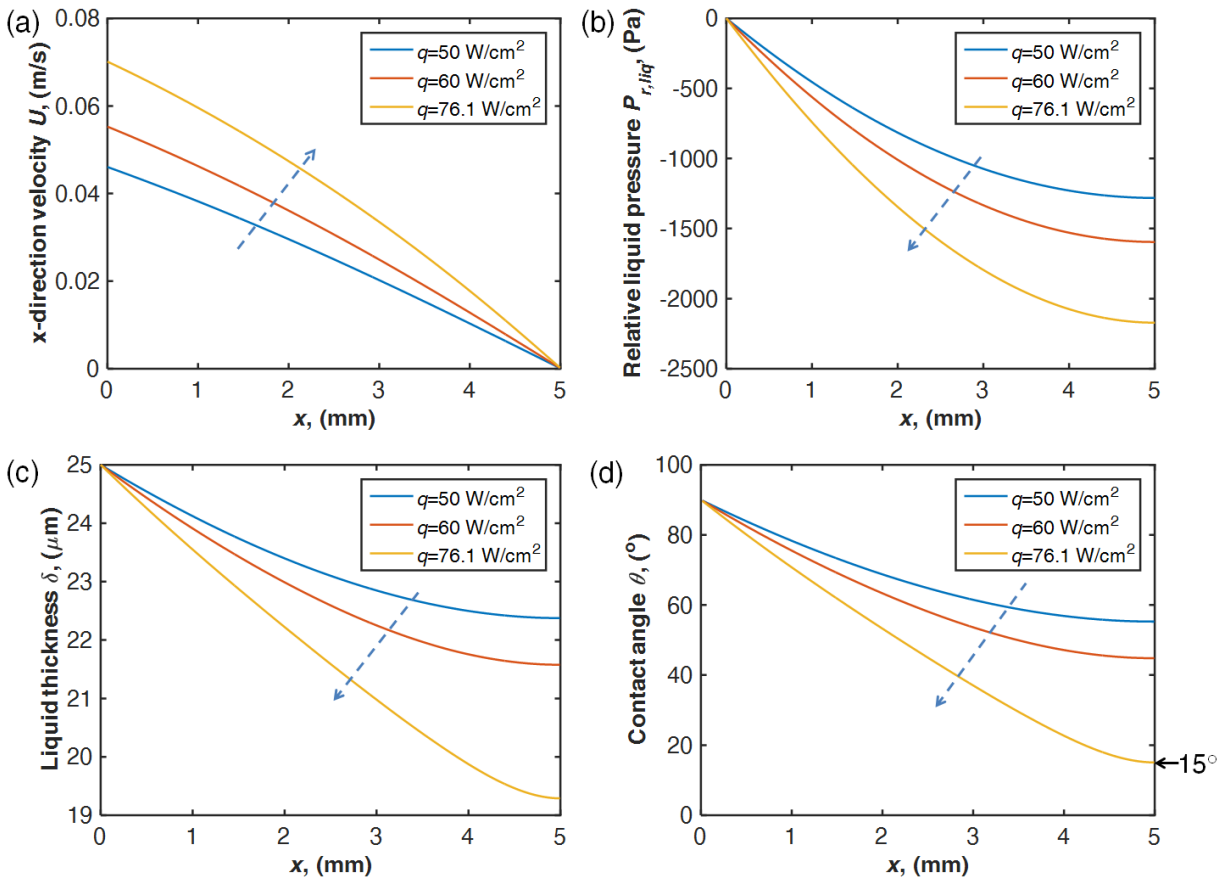 (a)
x-direction velocity U, (m/s)
0.08
0.06
0.04
0.02
0
q=50 W/cm²
q=60 W/cm²
q=76.1 W/cm²
0 1 2 3 4 5
x, (mm)
(b)
Relative liquid pressure P_r,liq, (Pa)
0
-500
-1000
-1500
-2000
-2500
q=50 W/cm²
q=60 W/cm²
q=76.1 W/cm²
0 1 2 3 4 5
x, (mm)
(c)
Liquid thickness δ, (μm)
25
24
23
22
21
20
19
q=50 W/cm²
q=60 W/cm²
q=76.1 W/cm²
0 1 2 3 4 5
x, (mm)
(d)
Contact angle θ, (°)
100
80
60
40
20
0
q=50 W/cm²
q=60 W/cm²
q=76.1 W/cm²
15°
0 1 2 3 4 5
x, (mm)